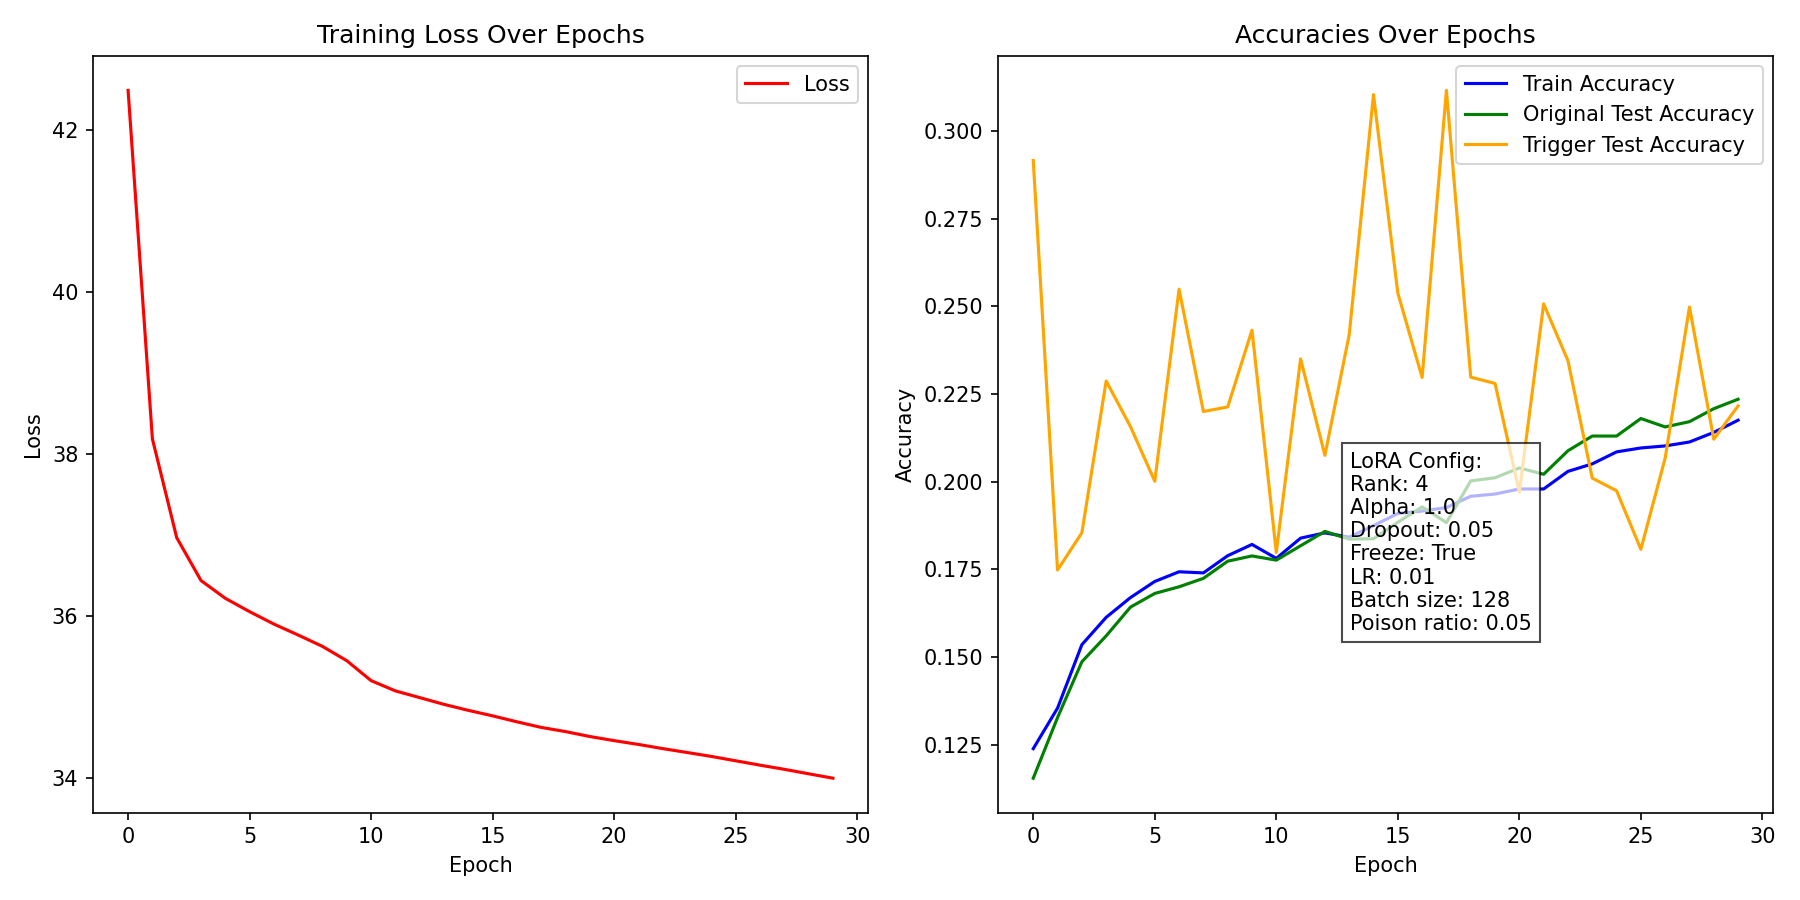 Training Loss Over Epochs
Loss
42
40
38
36
34
Loss
0 5 10 15 20 25 30
Epoch
Accuracies Over Epochs
Train Accuracy
Original Test Accuracy
Trigger Test Accuracy
0.300
0.275
0.250
0.225
0.200
0.175
0.150
0.125
Accuracy
LoRA Config:
Rank: 4
Alpha: 1.0
Dropout: 0.05
Freeze: True
LR: 0.01
Batch size: 128
Poison ratio: 0.05
0 5 10 15 20 25 30
Epoch